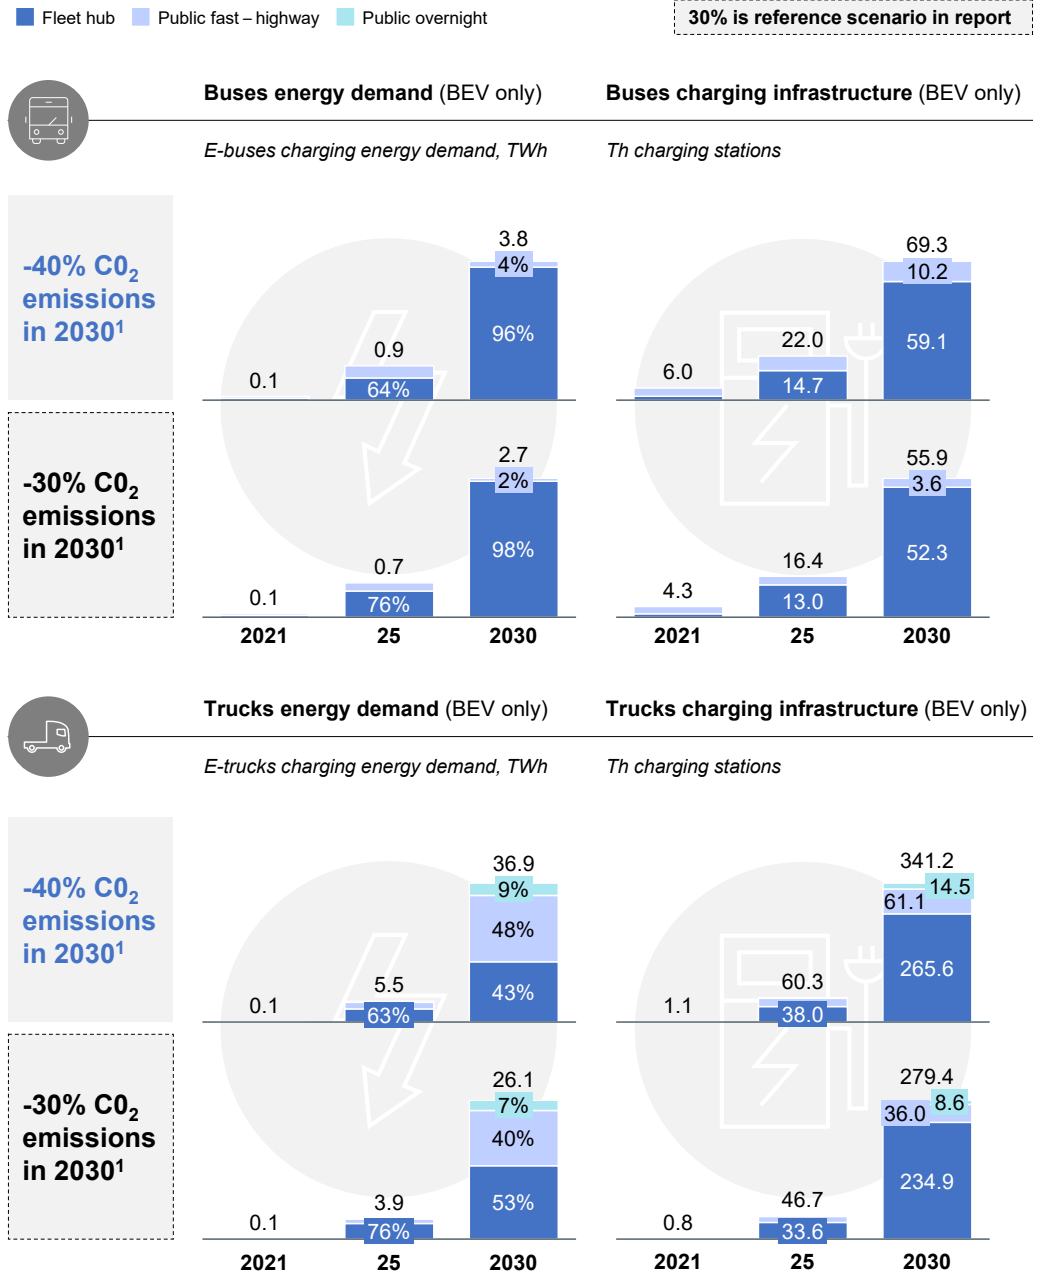 Fleet hub Public fast – highway Public overnight
30% is reference scenario in report
Buses energy demand (BEV only)
Buses charging infrastructure (BEV only)
E-buses charging energy demand, TWh
Th charging stations
-40% C0₂
emissions
in 2030¹
0.1
0.9
64%
3.8
4%
96%
6.0
22.0
14.7
69.3
10.2
59.1
-30% C0₂
emissions
in 2030¹
0.1
0.7
76%
2.7
2%
98%
4.3
16.4
13.0
55.9
3.6
52.3
2021 25 2030
2021 25 2030
Trucks energy demand (BEV only)
Trucks charging infrastructure (BEV only)
E-trucks charging energy demand, TWh
Th charging stations
-40% C0₂
emissions
in 2030¹
0.1
5.5
63%
36.9
9%
48%
43%
1.1
60.3
38.0
341.2
14.5
61.1
265.6
-30% C0₂
emissions
in 2030¹
0.1
3.9
76%
26.1
7%
40%
53%
0.8
46.7
33.6
279.4
8.6
36.0
234.9
2021 25 2030
2021 25 2030